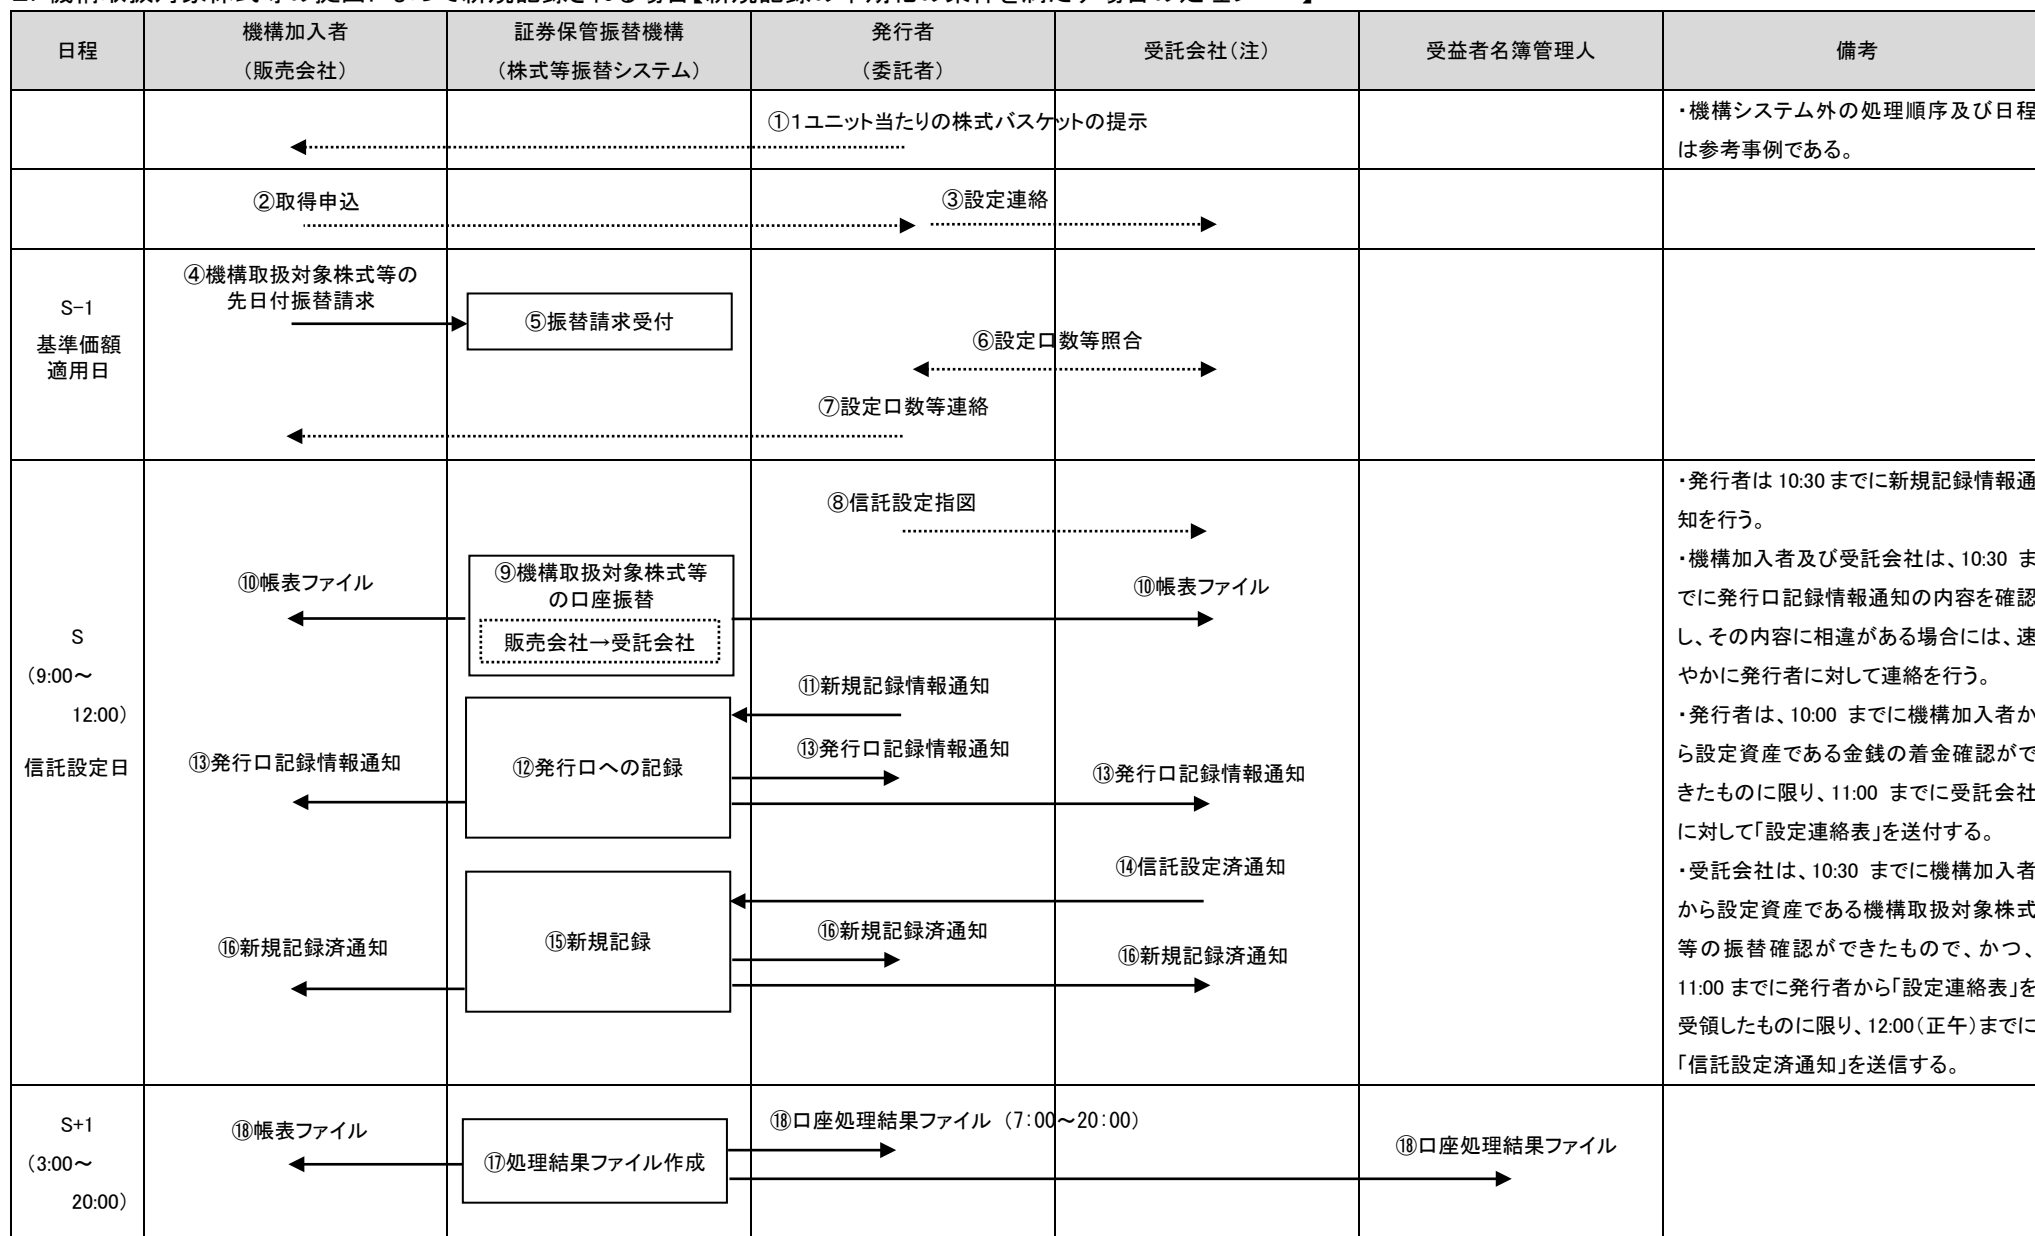 日程
機構加入者
（販売会社）
証券保管振替機構
（株式等振替システム）
発行者
（委託者）
受託会社（注）
受益者名簿管理人
備考
①１ユニット当たりの株式バスケットの提示
・機構システム外の処理順序及び日程
は参考事例である。
②取得申込
③設定連絡
S-1
基準価額
適用日
④機構取扱対象株式等の
先日付振替請求
⑤振替請求受付
⑥設定口数等照合
⑦設定口数等連絡
S
（9:00～
12:00）
信託設定日
⑧信託設定指図
⑨機構取扱対象株式等
の口座振替
販売会社→受託会社
⑩帳表ファイル
⑩帳表ファイル
⑪新規記録情報通知
⑫発行口への記録
⑬発行口記録情報通知
⑬発行口記録情報通知
⑬発行口記録情報通知
⑭信託設定済通知
⑮新規記録
⑯新規記録済通知
⑯新規記録済通知
⑯新規記録済通知
・発行者は 10:30 までに新規記録情報通
知を行う。
・機構加入者及び受託会社は、10:30 ま
でに発行口記録情報通知の内容を確認
し、その内容に相違がある場合には、速
やかに発行者に対して連絡を行う。
・発行者は、10:00 までに機構加入者か
ら設定資産である金銭の着金確認がで
きたものに限り、11:00 までに受託会社
に対して「設定連絡表」を送付する。
・受託会社は、10:30 までに機構加入者
から設定資産である機構取扱対象株式
等の振替確認ができたもので、かつ、
11:00 までに発行者から「設定連絡表」を
受領したものに限り、12:00（正午）までに
「信託設定済通知」を送信する。
S+1
（3:00～
20:00）
⑱帳表ファイル
⑰処理結果ファイル作成
⑱口座処理結果ファイル（7:00～20:00）
⑱口座処理結果ファイル